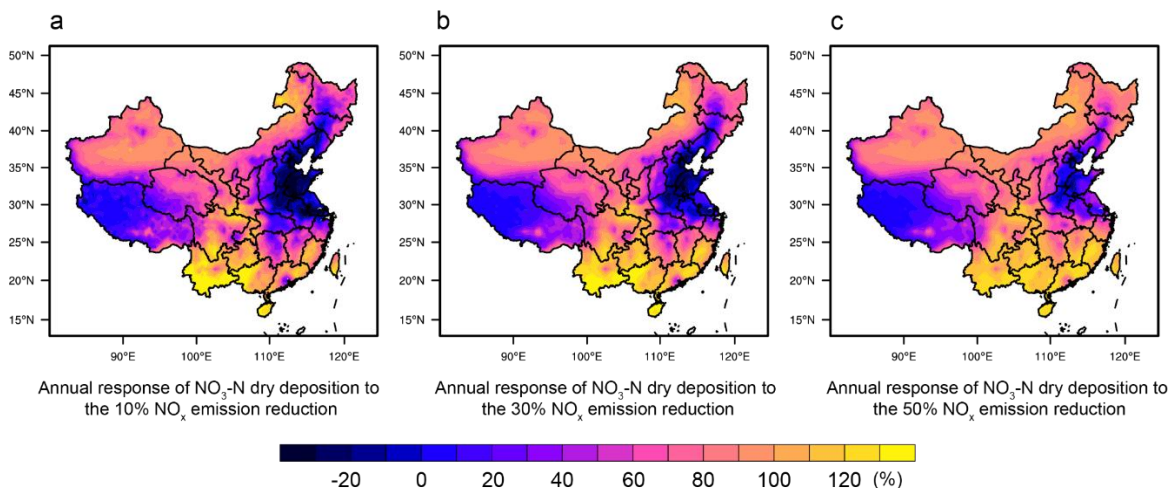 a
b
c
50°N
45°N
40°N
35°N
30°N
25°N
20°N
15°N
90°E 100°E 110°E 120°E
50°N
45°N
40°N
35°N
30°N
25°N
20°N
15°N
90°E 100°E 110°E 120°E
50°N
45°N
40°N
35°N
30°N
25°N
20°N
15°N
90°E 100°E 110°E 120°E
Annual response of NO₃-N dry deposition to
the 10% NOₓ emission reduction
Annual response of NO₃-N dry deposition to
the 30% NOₓ emission reduction
Annual response of NO₃-N dry deposition to
the 50% NOₓ emission reduction
-20 0 20 40 60 80 100 120 (%)